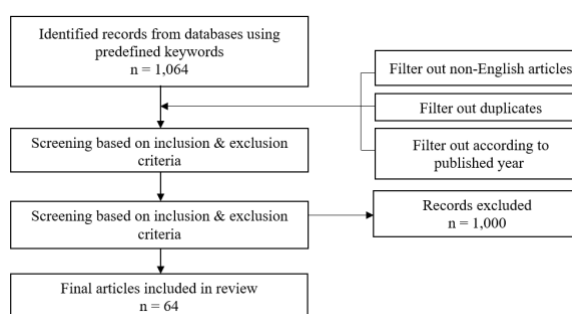 Identified records from databases using
predefined keywords
n = 1,064
Filter out non-English articles
Filter out duplicates
Filter out according to
published year
Screening based on inclusion & exclusion
criteria
Screening based on inclusion & exclusion
criteria
Records excluded
n = 1,000
Final articles included in review
n = 64